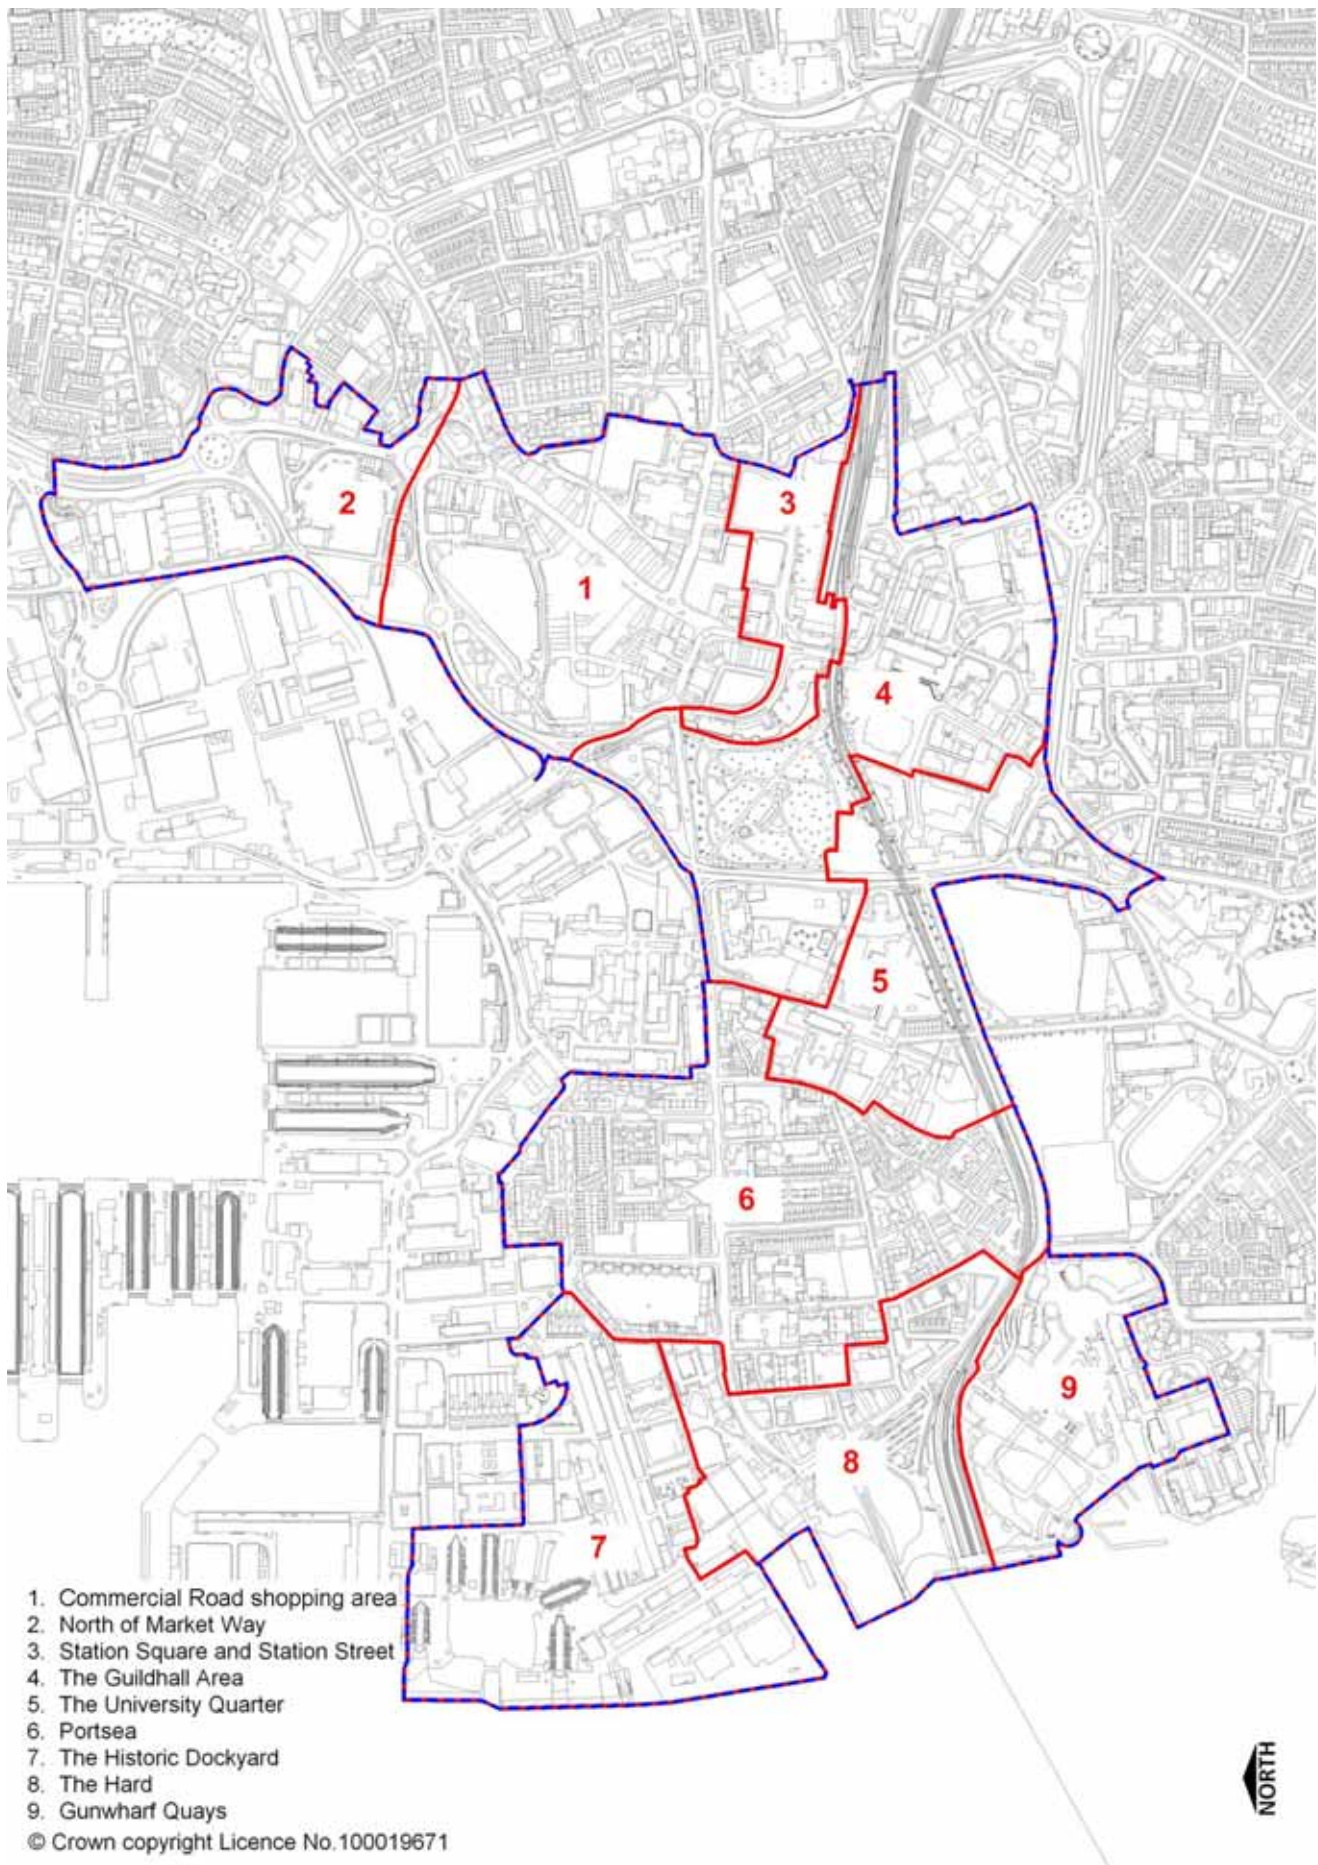 2
3
1
4
5
6
9
8
7
1. Commercial Road shopping area
2. North of Market Way
3. Station Square and Station Street
4. The Guildhall Area
5. The University Quarter
6. Portsea
7. The Historic Dockyard
8. The Hard
9. Gunwharf Quays
© Crown copyright Licence No.100019671
NORTH